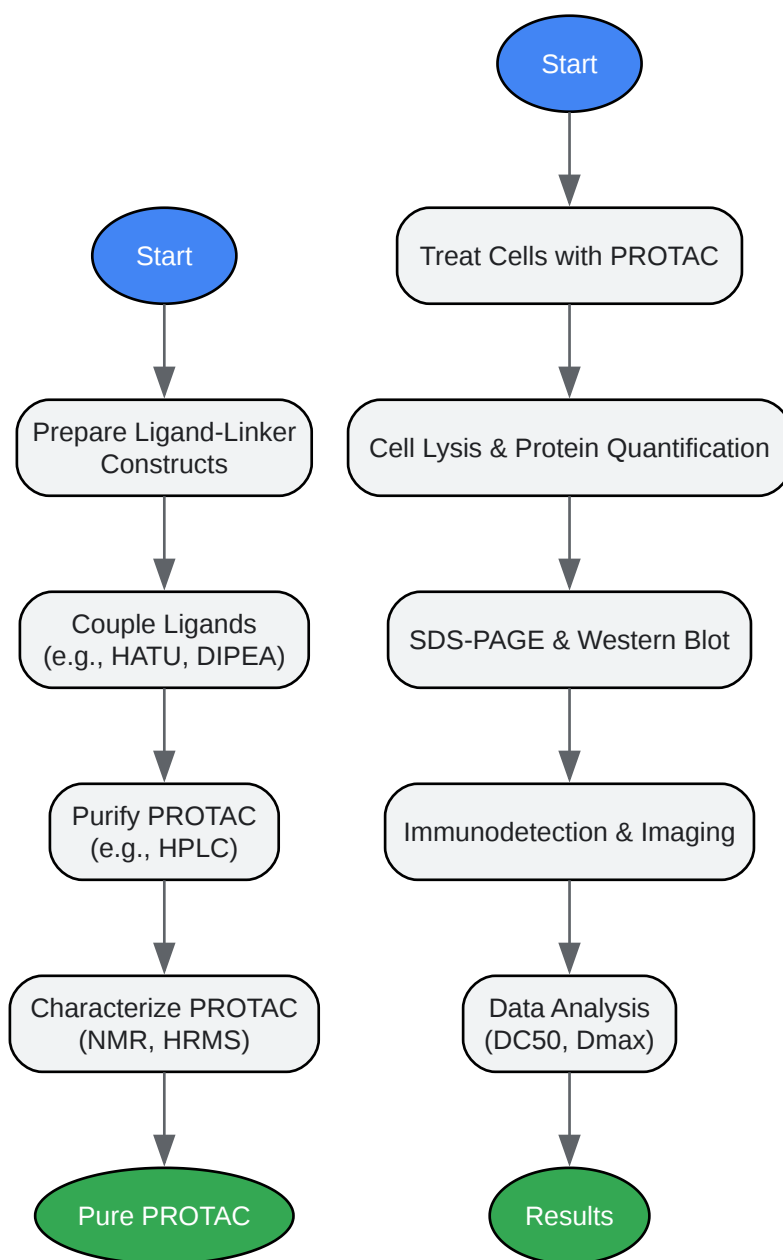 Start
Prepare Ligand-Linker
Constructs
Couple Ligands
(e.g., HATU, DIPEA)
Purify PROTAC
(e.g., HPLC)
Characterize PROTAC
(NMR, HRMS)
Pure PROTAC
Start
Treat Cells with PROTAC
Cell Lysis & Protein Quantification
SDS-PAGE & Western Blot
Immunodetection & Imaging
Data Analysis
(DC50, Dmax)
Results